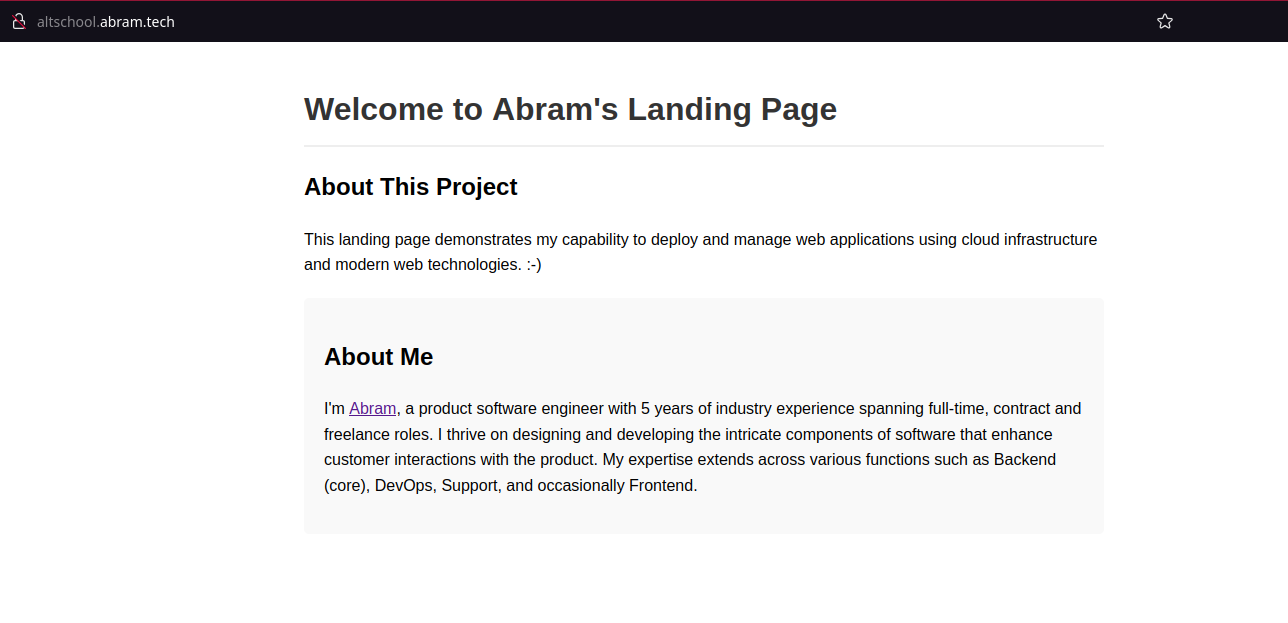 altschool.abram.tech
Welcome to Abram's Landing Page
About This Project
This landing page demonstrates my capability to deploy and manage web applications using cloud infrastructure
and modern web technologies. :-)
About Me
I'm Abram, a product software engineer with 5 years of industry experience spanning full-time, contract and
freelance roles. I thrive on designing and developing the intricate components of software that enhance
customer interactions with the product. My expertise extends across various functions such as Backend
(core), DevOps, Support, and occasionally Frontend.